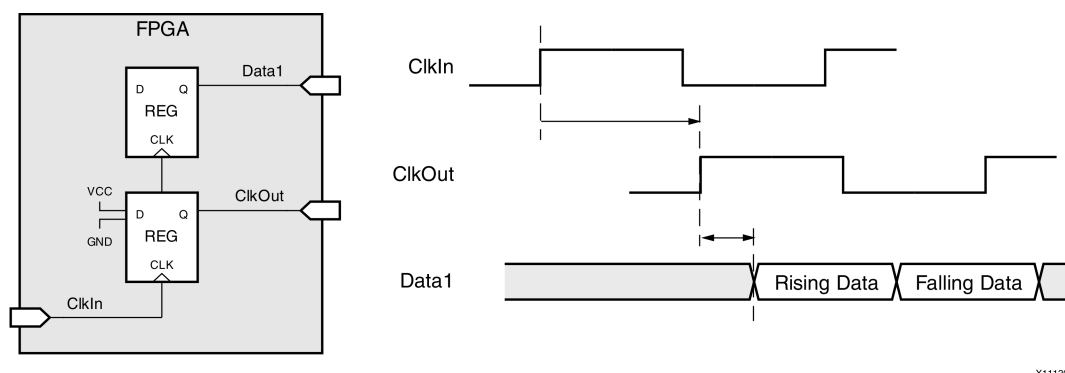 FPGA
Data1
D Q
REG
CLK
VCC
GND
ClkOut
D Q
REG
CLK
ClkIn
ClkIn
ClkOut
Data1
Rising Data
Falling Data